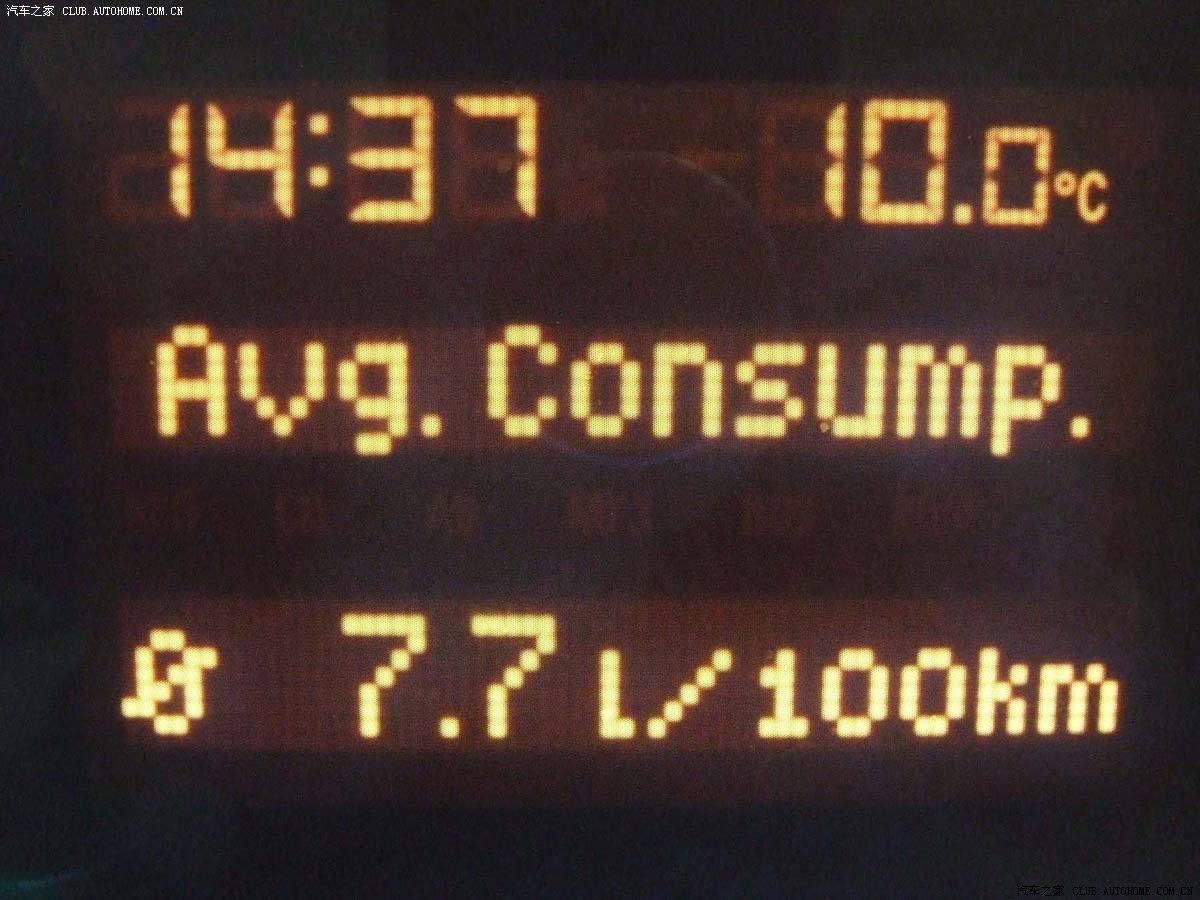 汽车之家 CLUB.AUTOHOME.COM.CN
14:37 10.0°C
Avg. Consump.
Ø 7.7 l/100km
汽车之家 CLUB.AUTOHOME.COM.CN